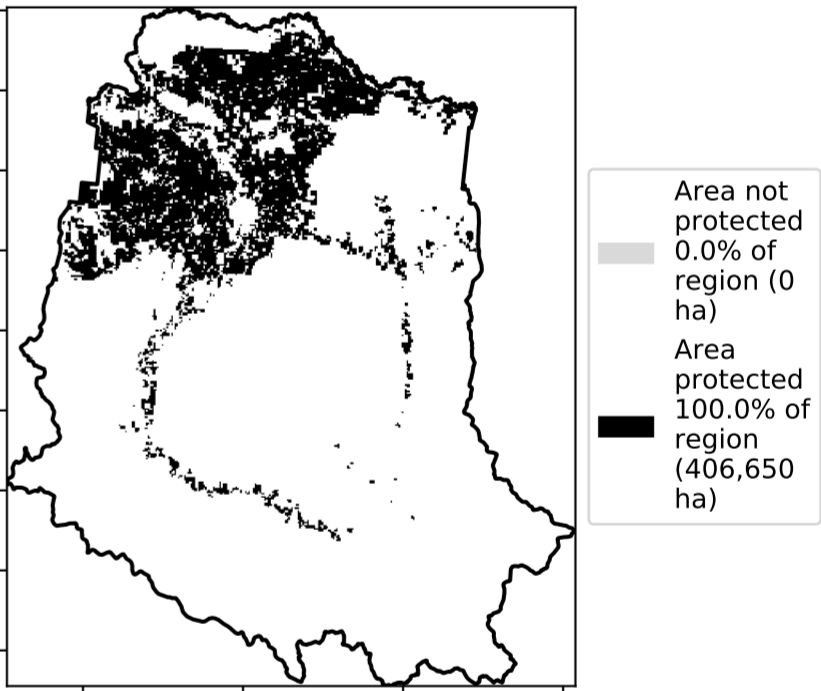 Area not
protected
0.0% of
region (0
ha)
Area
protected
100.0% of
region
(406,650
ha)